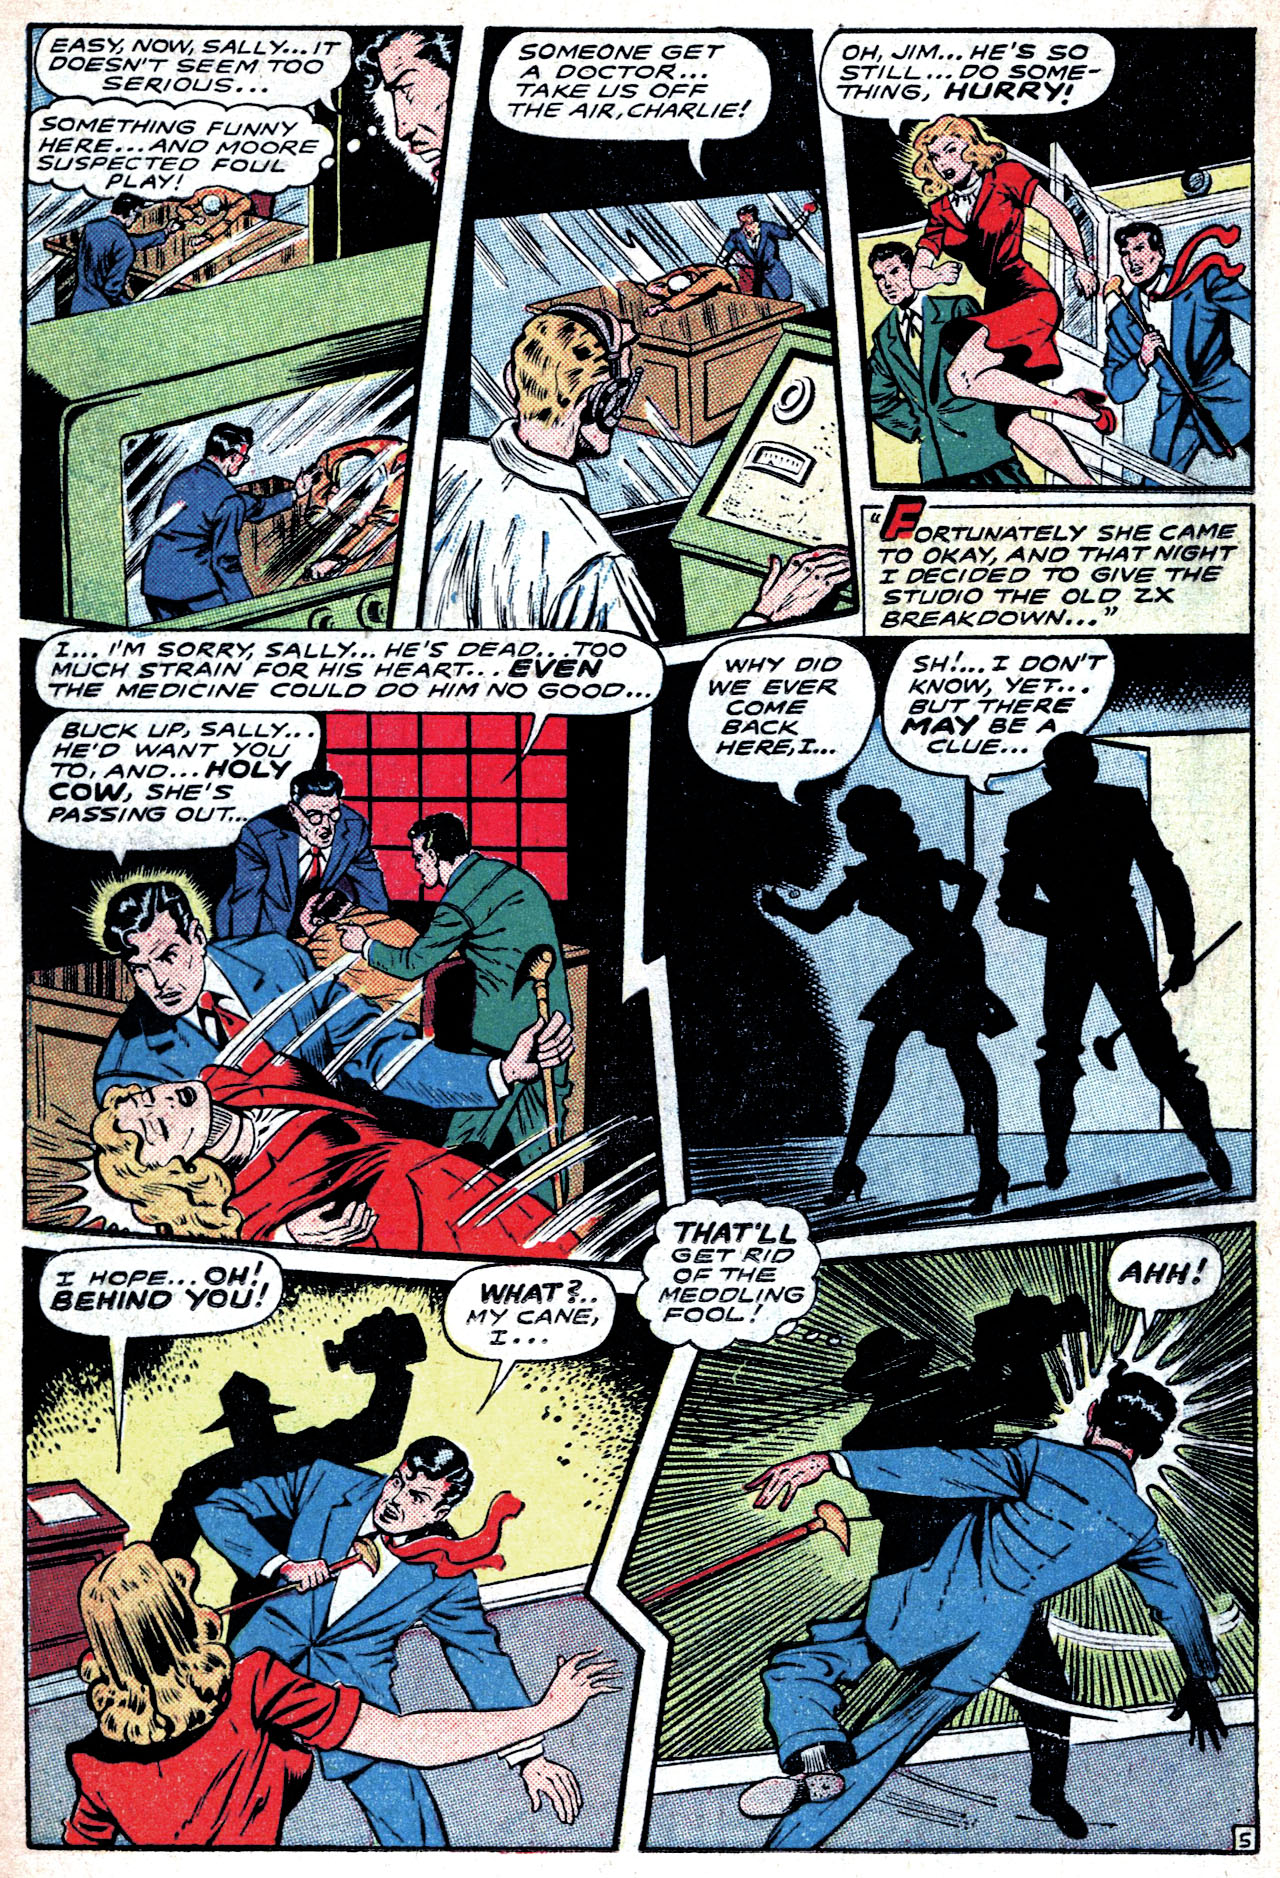 EASY, NOW, SALLY... IT
DOESN'T SEEM TOO
SERIOUS...
SOMETHING FUNNY
HERE... AND MOORE
SUSPECTED FOUL
PLAY!
SOMEONE GET
A DOCTOR...
TAKE US OFF
THE AIR, CHARLIE!
OH, JIM... HE'S SO
STILL... DO SOME-
THING, HURRY!
"FORTUNATELY SHE CAME
TO OKAY, AND THAT NIGHT
I DECIDED TO GIVE THE
STUDIO THE OLD ZX
BREAKDOWN..."
I... I'M SORRY, SALLY... HE'S DEAD... TOO
MUCH STRAIN FOR HIS HEART... EVEN
THE MEDICINE COULD DO HIM NO GOOD...
BUCK UP, SALLY...
HE'D WANT YOU
TO, AND... HOLY
COW, SHE'S
PASSING OUT...
WHY DID
WE EVER
COME
BACK
HERE, I...
SH!... I DON'T
KNOW, YET...
BUT THERE
MAY BE A
CLUE...
I HOPE... OH!
BEHIND YOU!
WHAT?..
MY CANE,
I...
THAT'LL
GET RID
OF THE
MEDDLING
FOOL!
AHH!
5